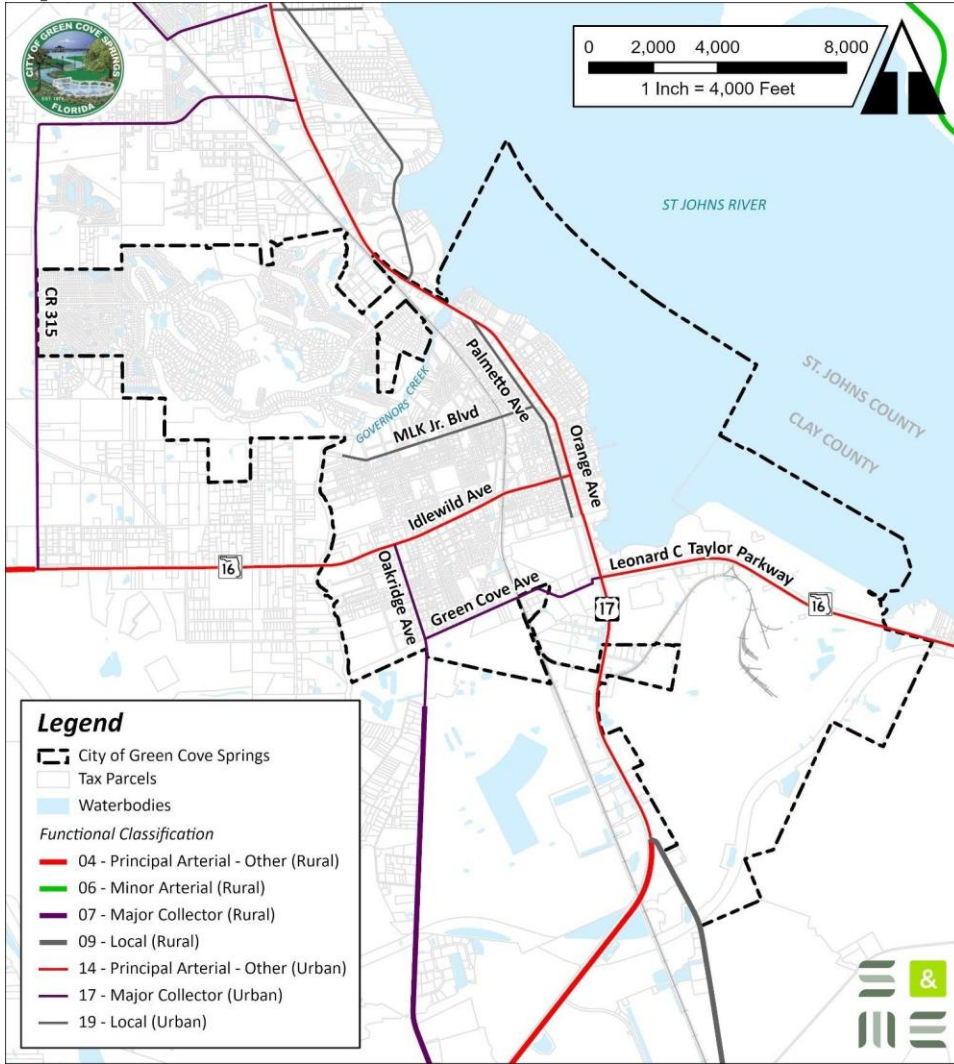 CITY OF GREEN COVE SPRINGS
EST. 1874
FLORIDA
0 2,000 4,000 8,000
1 Inch = 4,000 Feet
ST JOHNS RIVER
CR 315
ST. JOHNS COUNTY
CLAY COUNTY
Palmetto Ave
GOVERNORS CREEK
MLK Jr. Blvd
Orange Ave
Idlewild Ave
16
Oakridge Ave
Green Cove Ave
Leonard C Taylor Parkway
17
16
Legend
City of Green Cove Springs
Tax Parcels
Waterbodies
Functional Classification
04 - Principal Arterial - Other (Rural)
06 - Minor Arterial (Rural)
07 - Major Collector (Rural)
09 - Local (Rural)
14 - Principal Arterial - Other (Urban)
17 - Major Collector (Urban)
19 - Local (Urban)
S &
ME